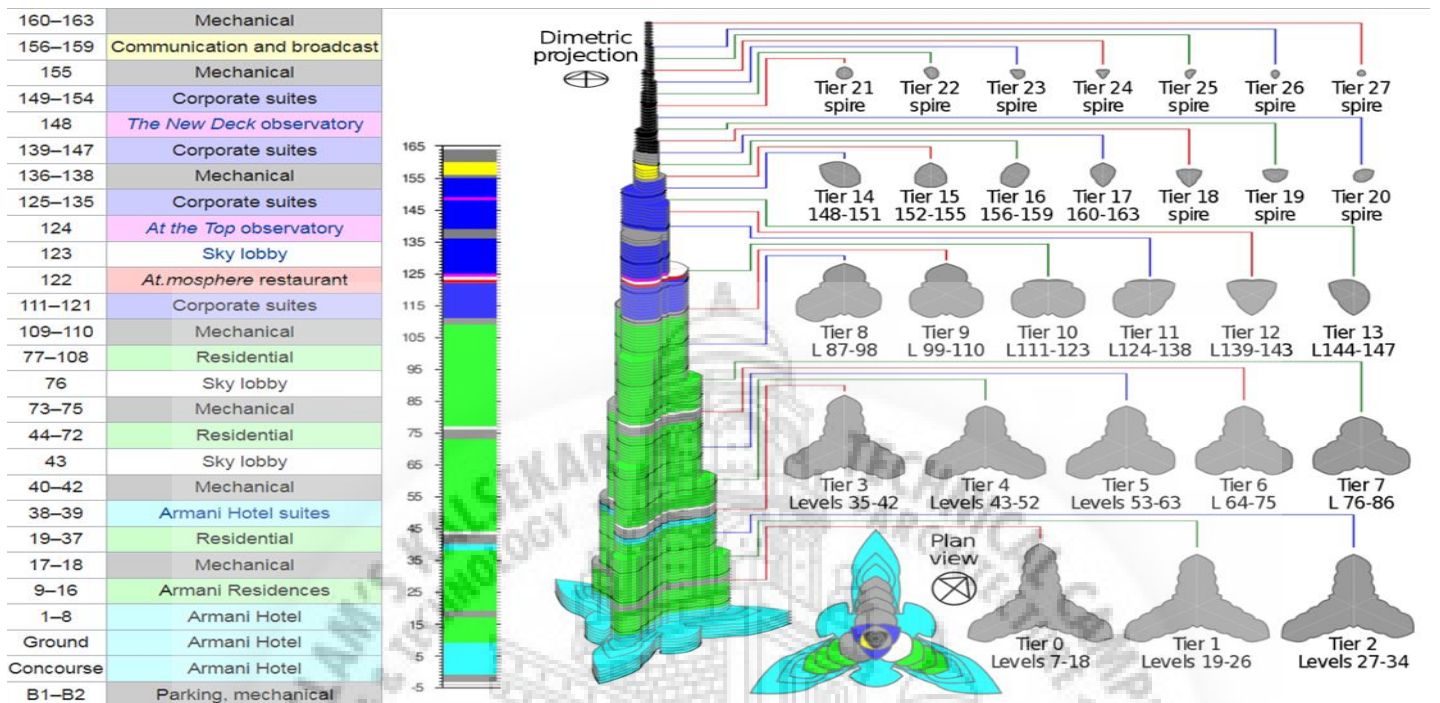 160–163 Mechanical
156–159 Communication and broadcast
155 Mechanical
149–154 Corporate suites
148 The New Deck observatory
139–147 Corporate suites
136–138 Mechanical
125–135 Corporate suites
124 At the Top observatory
123 Sky lobby
122 At.mosphere restaurant
111–121 Corporate suites
109–110 Mechanical
77–108 Residential
76 Sky lobby
73–75 Mechanical
44–72 Residential
43 Sky lobby
40–42 Mechanical
38–39 Armani Hotel suites
19–37 Residential
17–18 Mechanical
9–16 Armani Residences
1–8 Armani Hotel
Ground Armani Hotel
Concourse Armani Hotel
B1–B2 Parking, mechanical
165
155
145
135
125
115
105
95
85
75
65
55
45
35
25
15
5
-5
Dimetric
projection
Tier 21 Tier 22 Tier 23 Tier 24 Tier 25 Tier 26 Tier 27
spire spire spire spire spire spire spire
Tier 14 Tier 15 Tier 16 Tier 17 Tier 18 Tier 19 Tier 20
148-151 152-155 156-159 160-163 spire spire spire
Tier 8 Tier 9 Tier 10 Tier 11 Tier 12 Tier 13
L 87-98 L 99-110 L111-123 L124-138 L139-143 L144-147
Tier 3 Tier 4 Tier 5 Tier 6 Tier 7
Levels 35-42 Levels 43-52 Levels 53-63 L 64-75 L 76-86
Plan
view
Tier 0 Tier 1 Tier 2
Levels 7-18 Levels 19-26 Levels 27-34